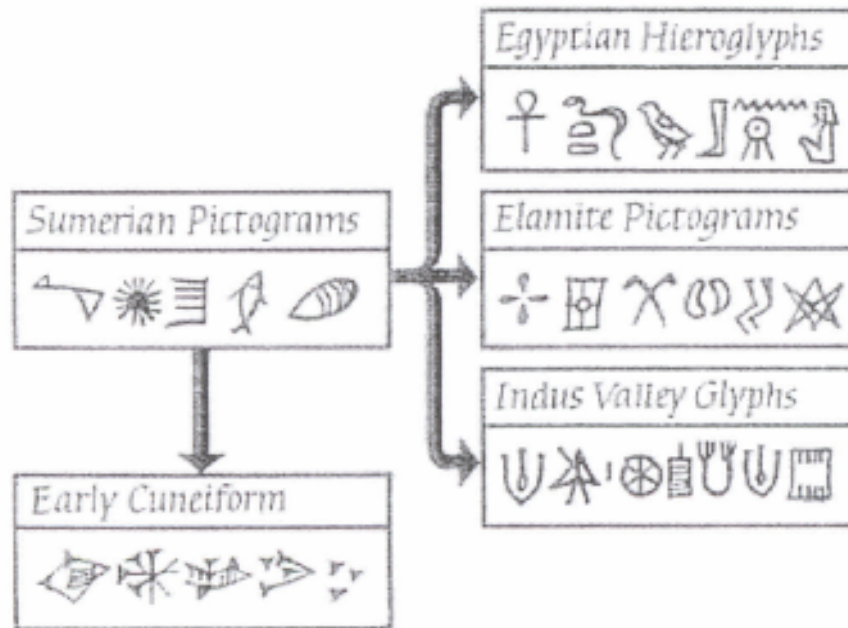 Egyptian Hieroglyphs
Sumerian Pictograms
Elamite Pictograms
Indus Valley Glyphs
Early Cuneiform